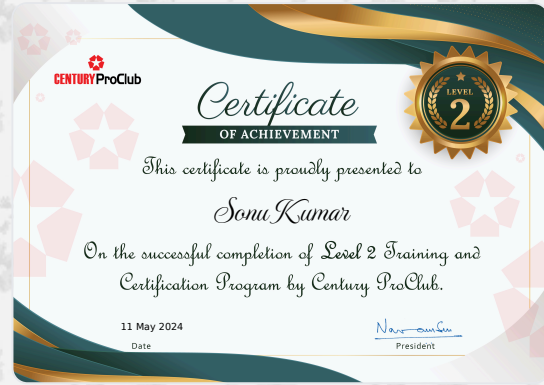 CENTURY ProClub
Certificate
OF ACHIEVEMENT
LEVEL
2
This certificate is proudly presented to
Sonu Kumar
On the successful completion of Level 2 Training and
Certification Program by Century ProClub.
11 May 2024
Date
President